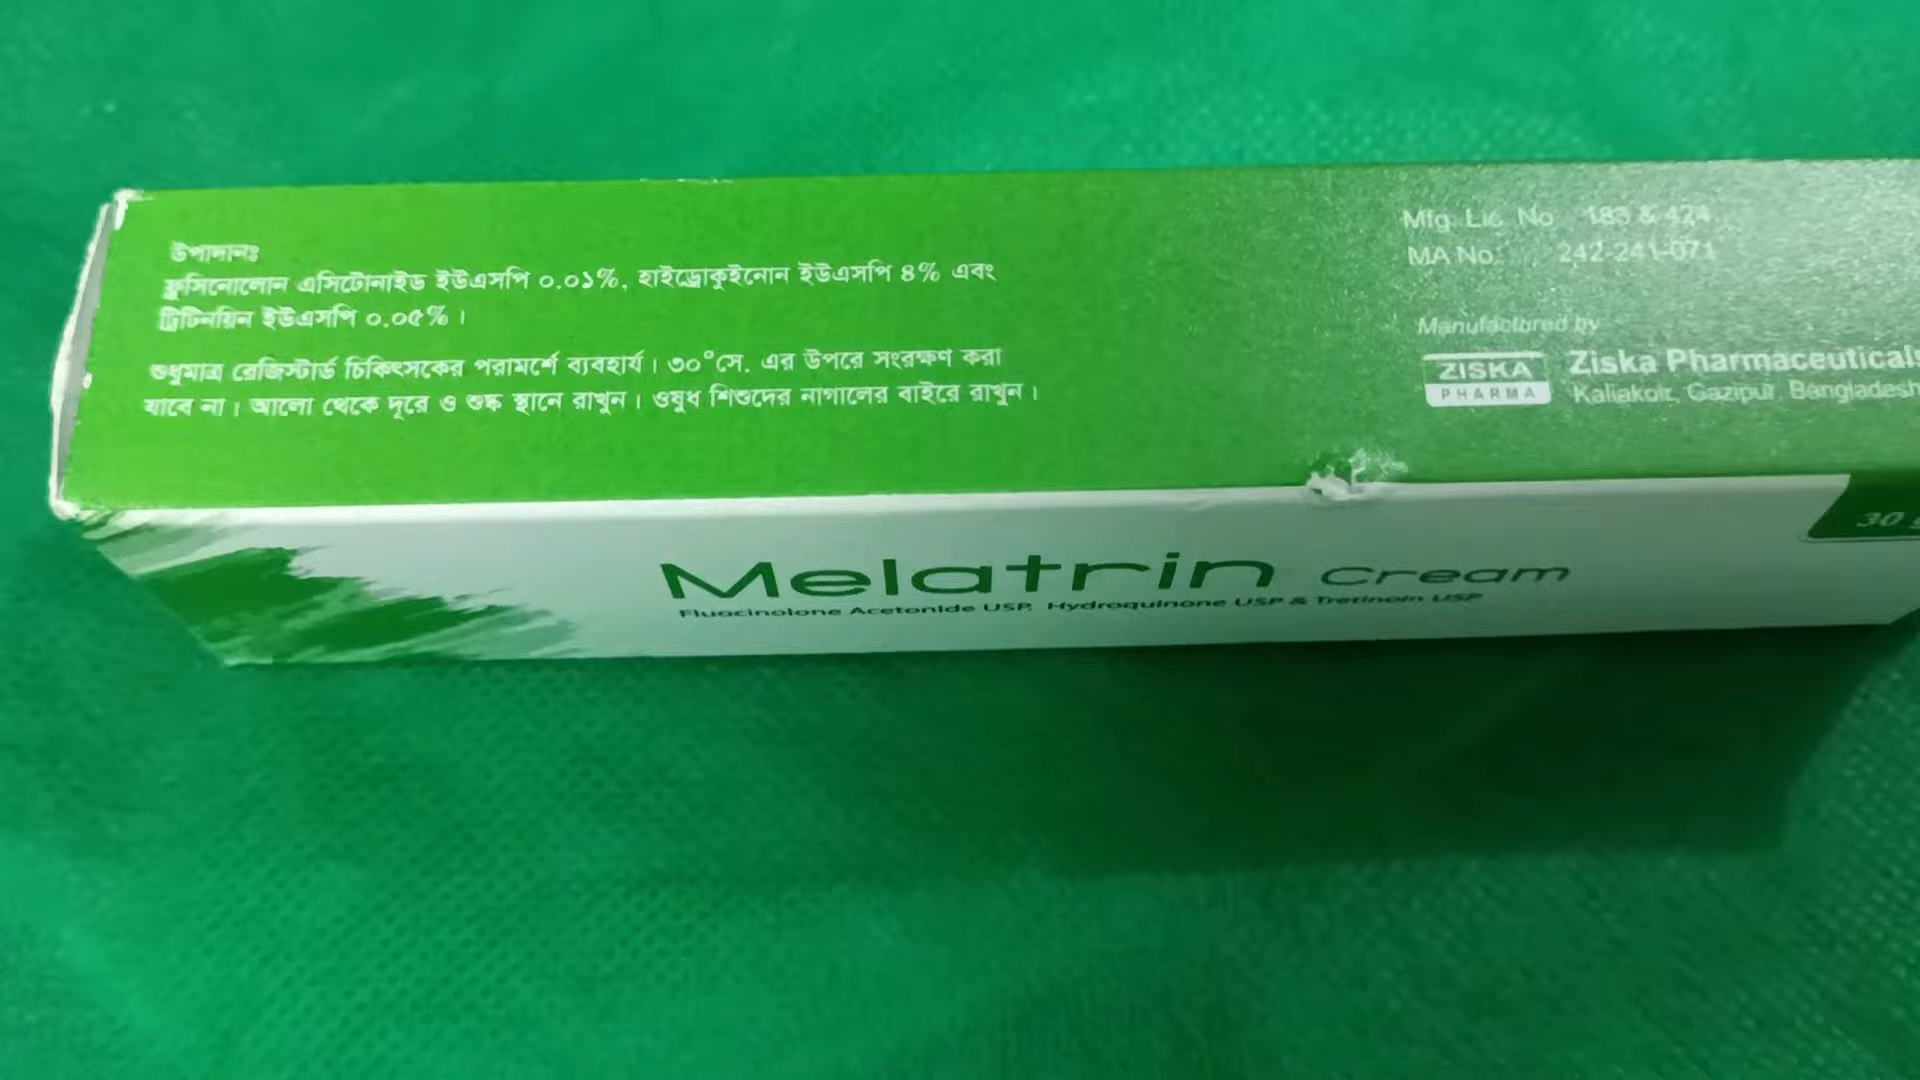 উপাদানঃ
ফ্লুসিনোলোন এসিটোনাইড ইউএসপি ০.০১%, হাইড্রোকুইনোন ইউএসপি ৪% এবং
ট্রিটিনয়িন ইউএসপি ০.০৫%।
শুধুমাত্র রেজিস্টার্ড চিকিৎসকের পরামর্শে ব্যবহার্য। ৩০°সে. এর উপরে সংরক্ষণ করা
যাবে না। আলো থেকে দূরে ও শুষ্ক স্থানে রাখুন। ওষুধ শিশুদের নাগালের বাইরে রাখুন।
Mfg. Lic. No. 183 & 424
MA No. 242-241-071
Manufactured by
ZISKA
PHARMA
Ziska Pharmaceuticals
Kaliakoir, Gazipur, Bangladesh
30
Melatrin Cream
Fluocinolone Acetonide USP, Hydroquinone USP & Tretinoin USP